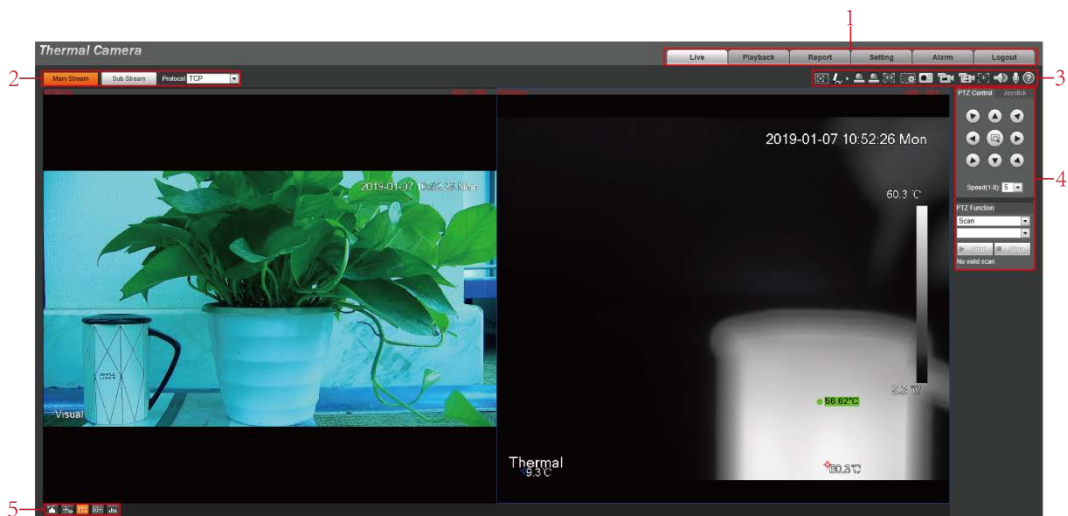 1
Thermal Camera
Live Playback Report Setting Alarm Logout
2
Main Stream Sub Stream Protocol TCP
3
PTZ Control Joystick
2019-01-07 10:52:26 Mon
60.3 ℃
4
Speed(1-8) 5
PTZ Function
Scan
No valid scan
SIMPLE
Visual
56.62°C
Thermal
9.3℃
60.3℃
5